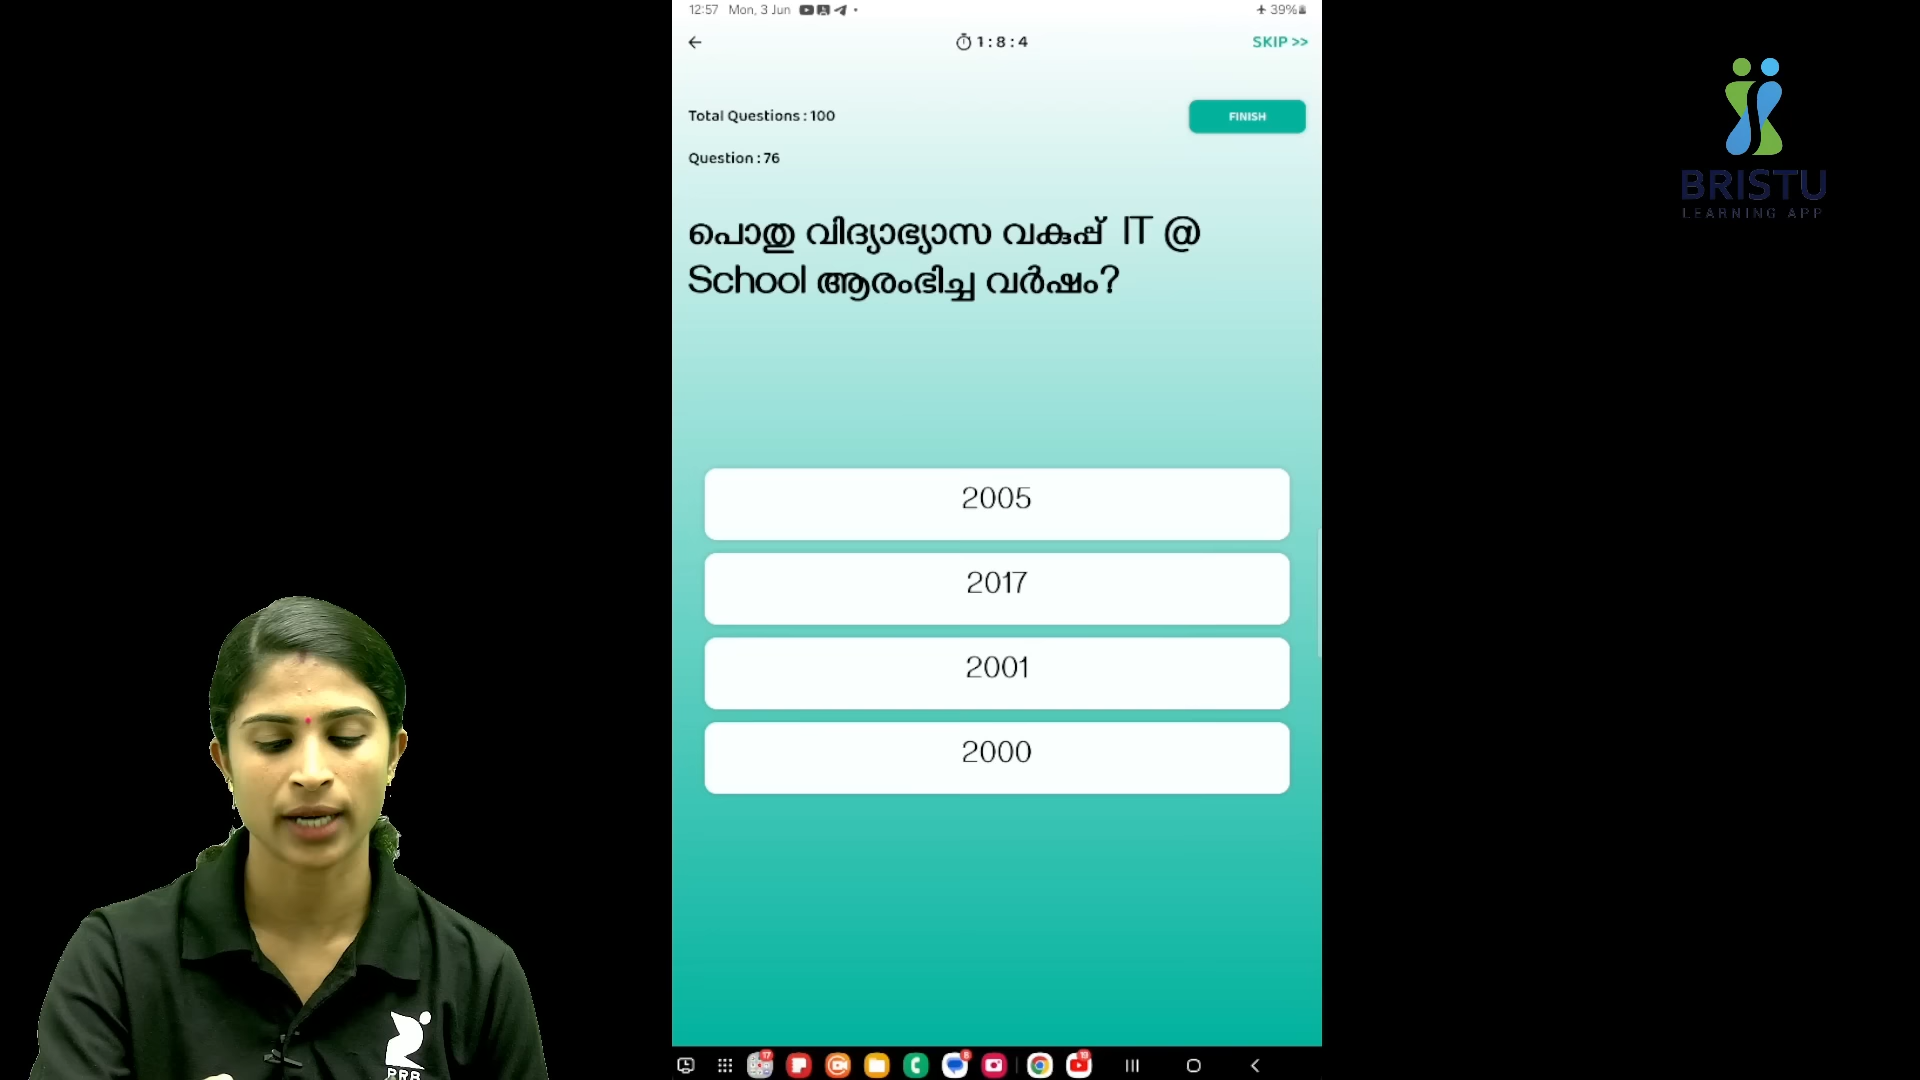 12:57 Mon, 3 Jun
39%
1 : 8 : 4
SKIP >>
Total Questions : 100
FINISH
Question : 76
പൊതു വിദ്യാഭ്യാസ വകുപ്പ് IT @
School ആരംഭിച്ച വർഷം?
2005
2017
2001
2000
BRISTU
LEARNING APP
PRB